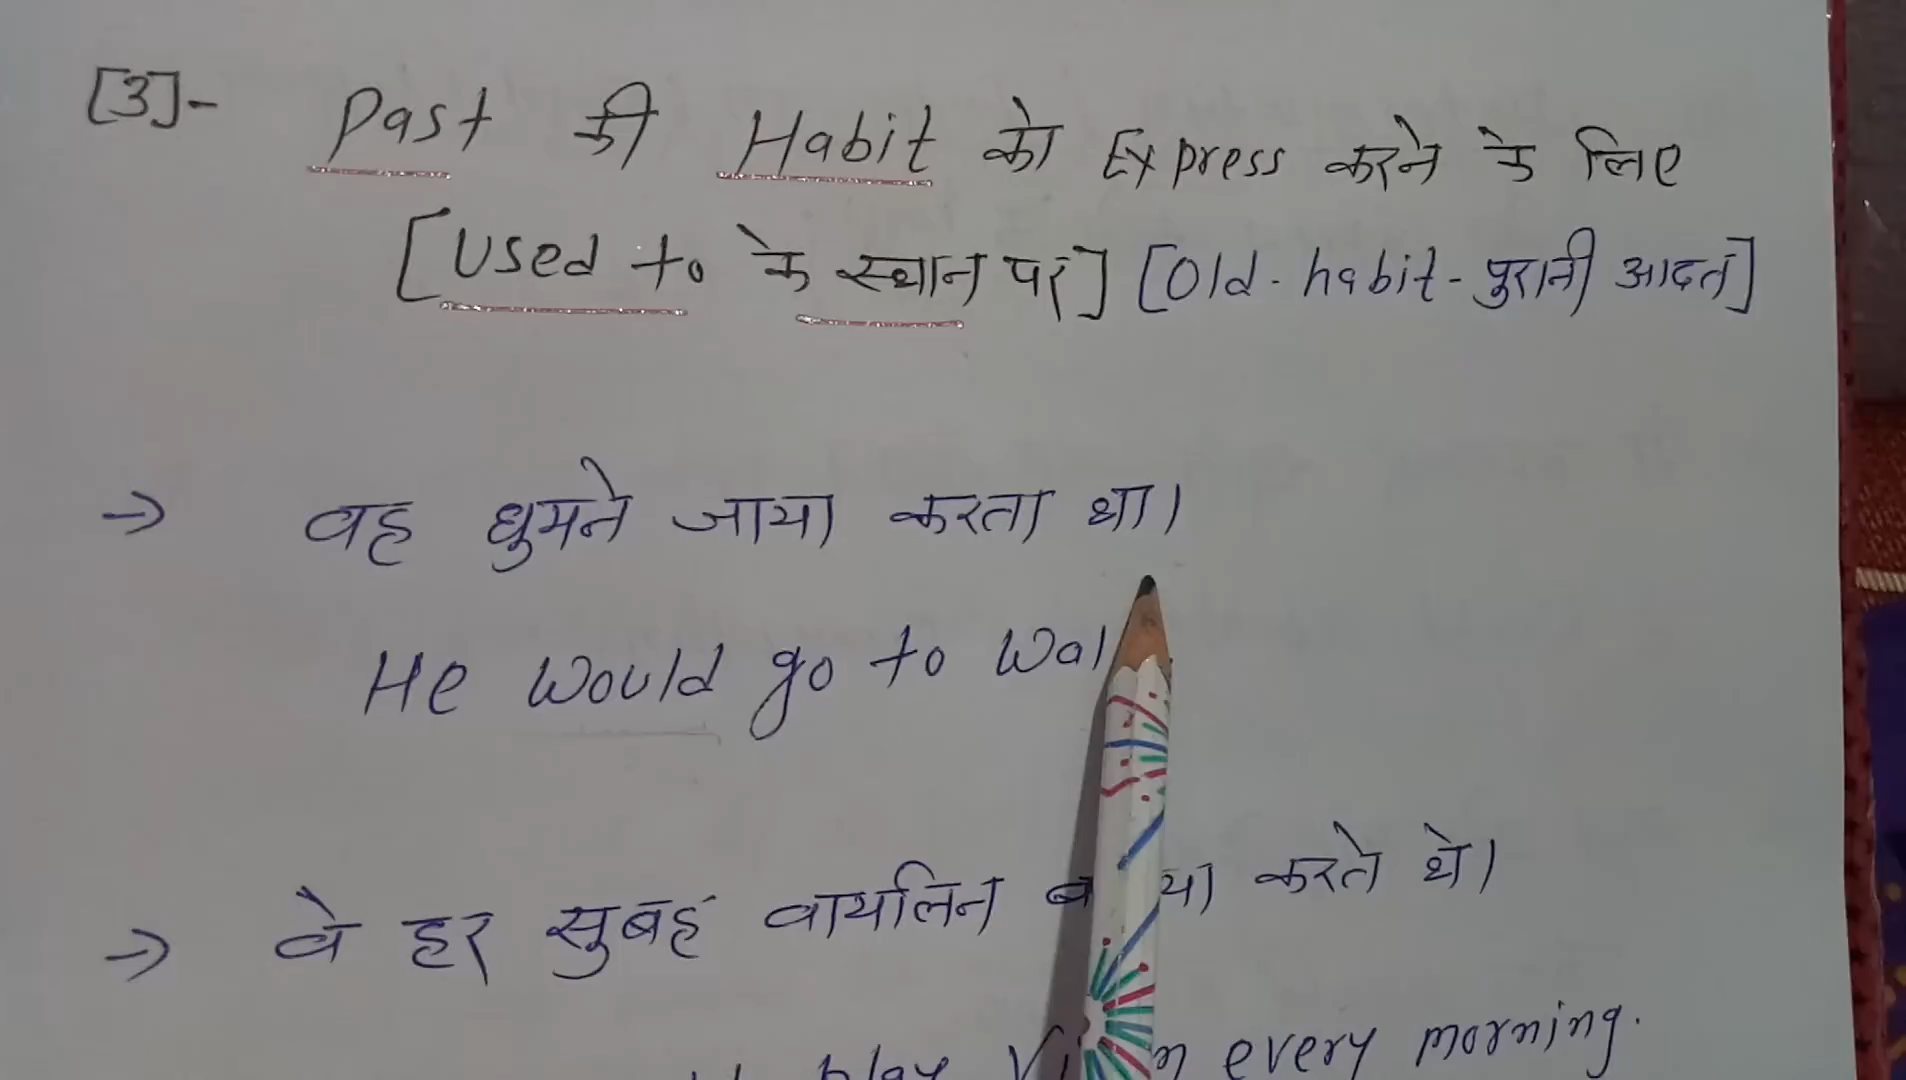 [3]- Past की Habit को Express करने के लिए
[Used to के स्थान पर] [Old-habit-पुरानी आदत]
→ वह घुमने जाया करता था।
He would go to
→ वे हर सुबह वायलिन करते थे।
play every morning.